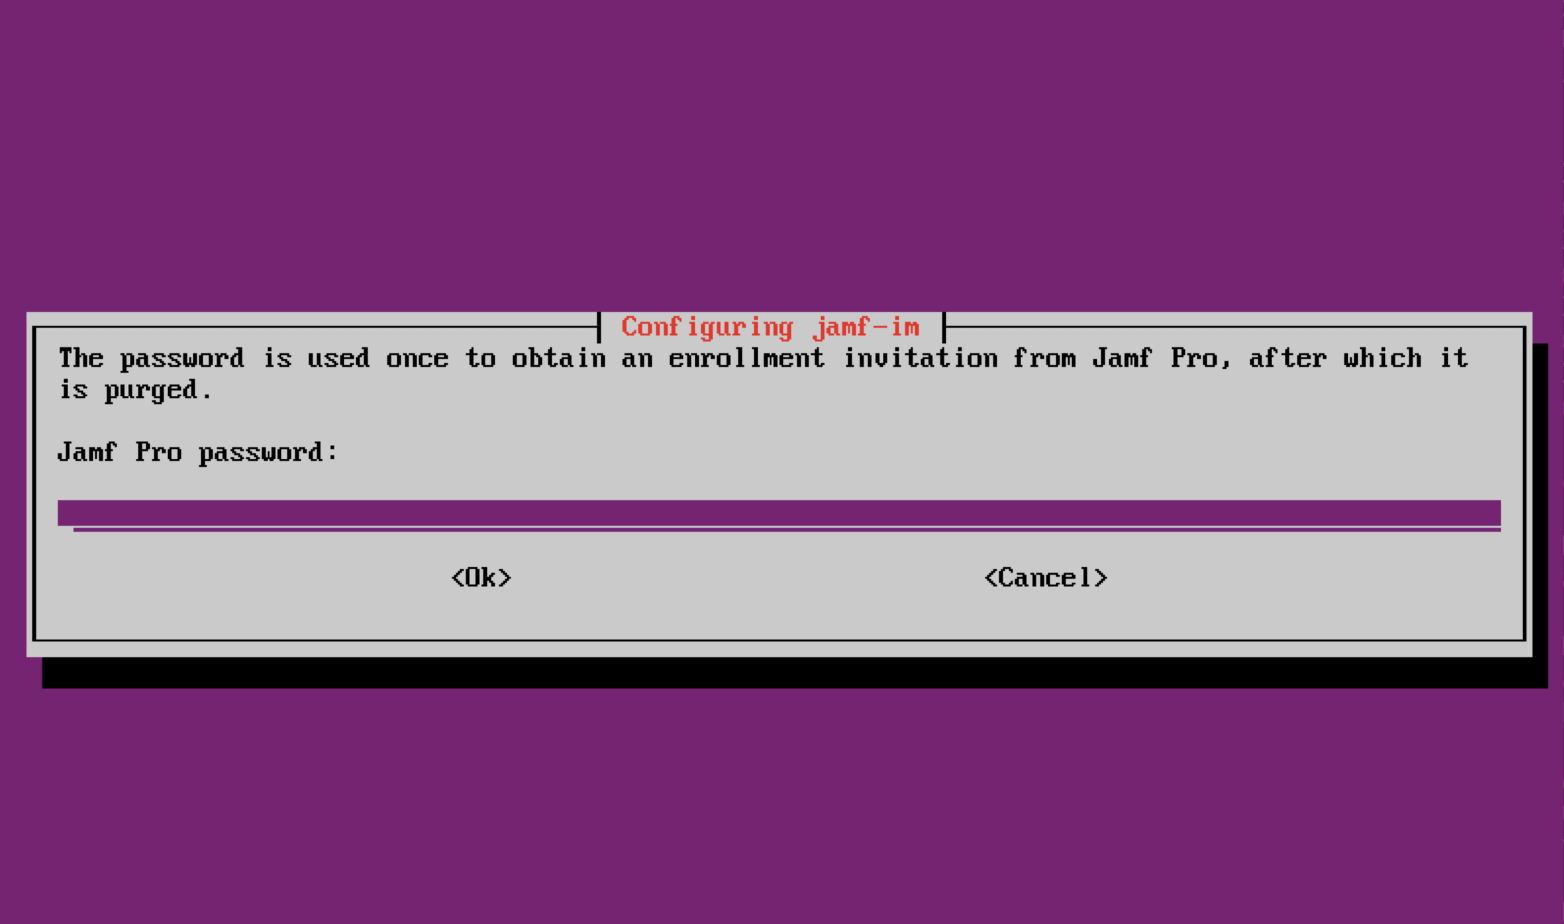 Configuring jamf-im
The password is used once to obtain an enrollment invitation from Jamf Pro, after which it
is purged.
Jamf Pro password:
<Ok> <Cancel>